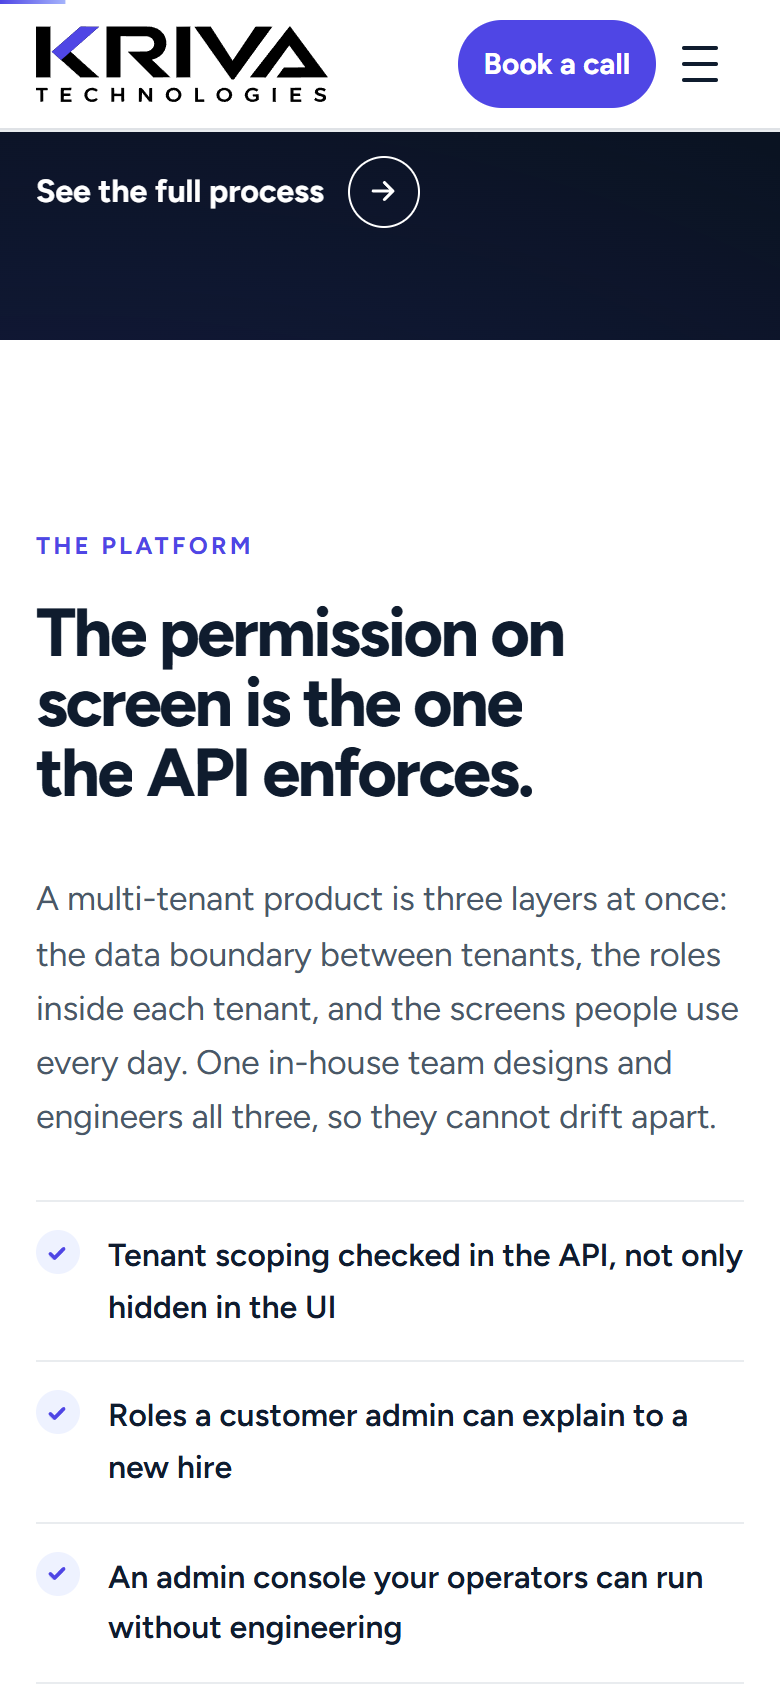 KRIVA
TECHNOLOGIES
Book a call
See the full process
THE PLATFORM
The permission on
screen is the one
the API enforces.
A multi-tenant product is three layers at once:
the data boundary between tenants, the roles
inside each tenant, and the screens people use
every day. One in-house team designs and
engineers all three, so they cannot drift apart.
Tenant scoping checked in the API, not only
hidden in the UI
Roles a customer admin can explain to a
new hire
An admin console your operators can run
without engineering